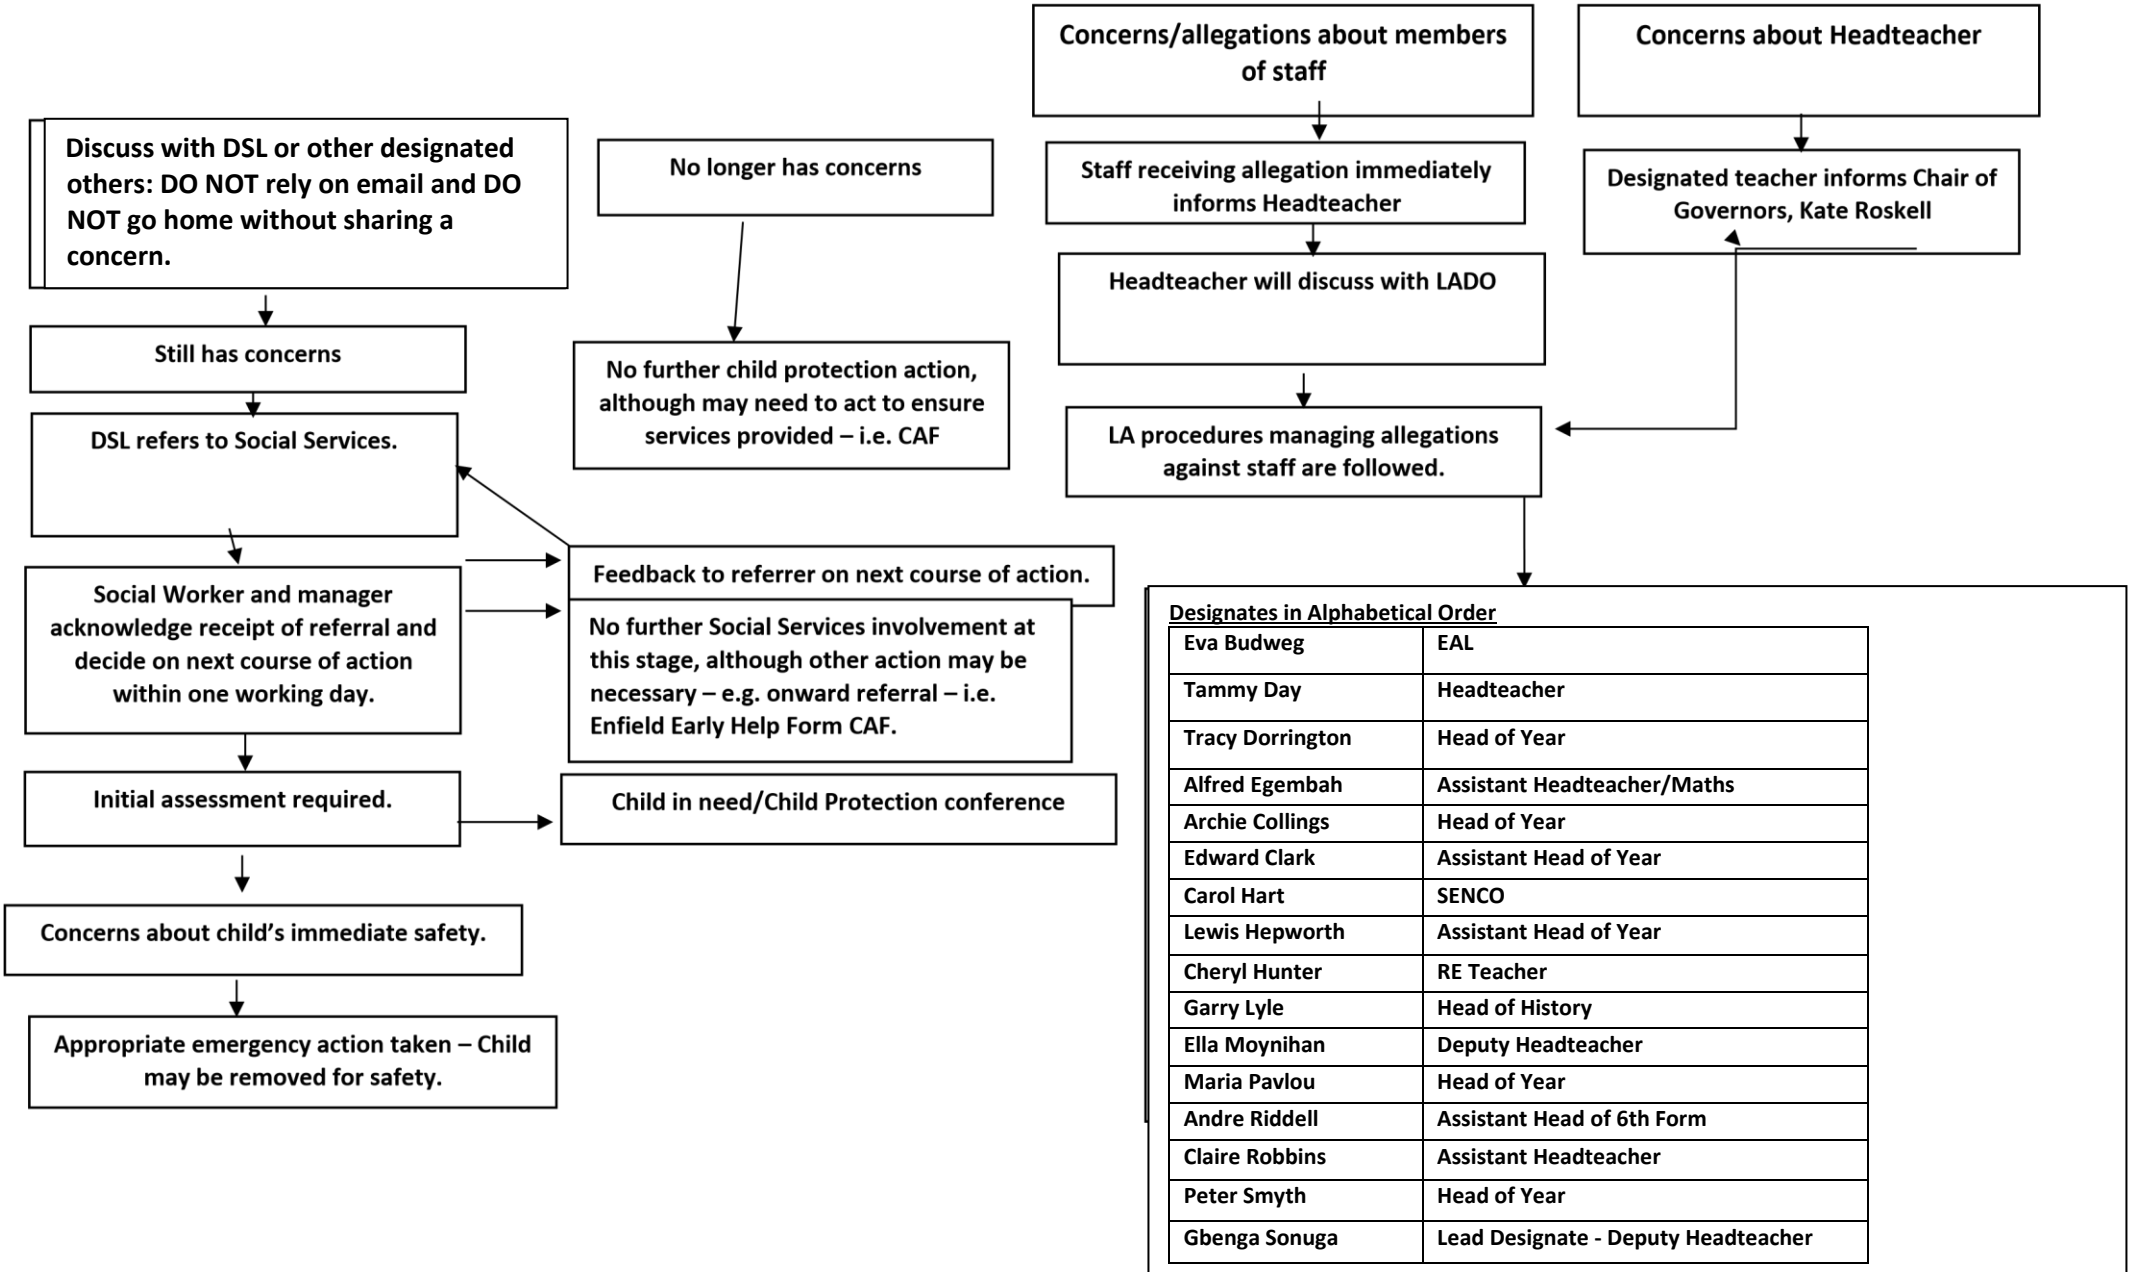 Discuss with DSL or other designated
others: DO NOT rely on email and DO
NOT go home without sharing a
concern.
Still has concerns
DSL refers to Social Services.
Social Worker and manager
acknowledge receipt of referral and
decide on next course of action
within one working day.
Initial assessment required.
Concerns about child’s immediate safety.
Appropriate emergency action taken – Child
may be removed for safety.
No longer has concerns
No further child protection action,
although may need to act to ensure
services provided – i.e. CAF
Feedback to referrer on next course of action.
No further Social Services involvement at
this stage, although other action may be
necessary – e.g. onward referral – i.e.
Enfield Early Help Form CAF.
Child in need/Child Protection conference
Concerns/allegations about members
of staff
Staff receiving allegation immediately
informs Headteacher
Headteacher will discuss with LADO
LA procedures managing allegations
against staff are followed.
Concerns about Headteacher
Designated teacher informs Chair of
Governors, Kate Roskell
Designates in Alphabetical Order
Eva Budweg EAL
Tammy Day Headteacher
Tracy Dorrington Head of Year
Alfred Egembah Assistant Headteacher/Maths
Archie Collings Head of Year
Edward Clark Assistant Head of Year
Carol Hart SENCO
Lewis Hepworth Assistant Head of Year
Cheryl Hunter RE Teacher
Garry Lyle Head of History
Ella Moynihan Deputy Headteacher
Maria Pavlou Head of Year
Andre Riddell Assistant Head of 6th Form
Claire Robbins Assistant Headteacher
Peter Smyth Head of Year
Gbenga Sonuga Lead Designate - Deputy Headteacher